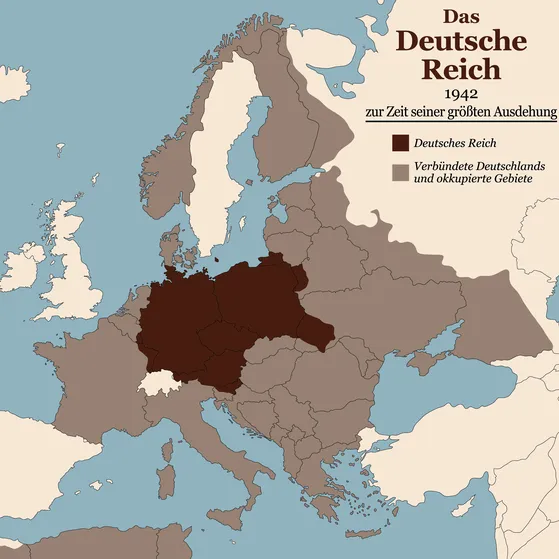 Das
Deutsche
Reich
1942
zur Zeit seiner größten Ausdehung
Deutsches Reich
Verbündete Deutschlands
und okkupierte Gebiete